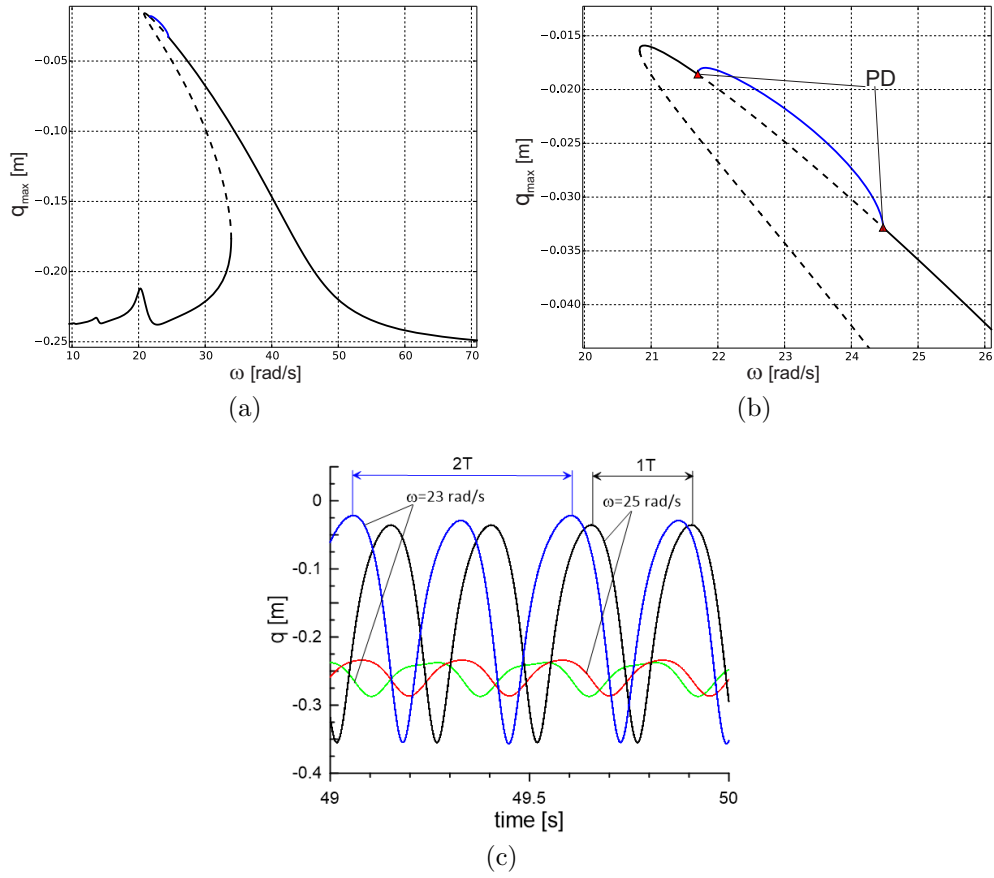 −0.05
−0.10
−0.15
−0.20
−0.25
q_max [m]
10 20 30 40 50 60 70
ω [rad/s]
(a)
−0.015
−0.020
−0.025
−0.030
−0.035
−0.040
q_max [m]
PD
20 21 22 23 24 25 26
ω [rad/s]
(b)
2T
1T
ω=23 rad/s
ω=25 rad/s
0
-0.1
-0.2
-0.3
-0.4
q [m]
49 49.5 50
time [s]
(c)